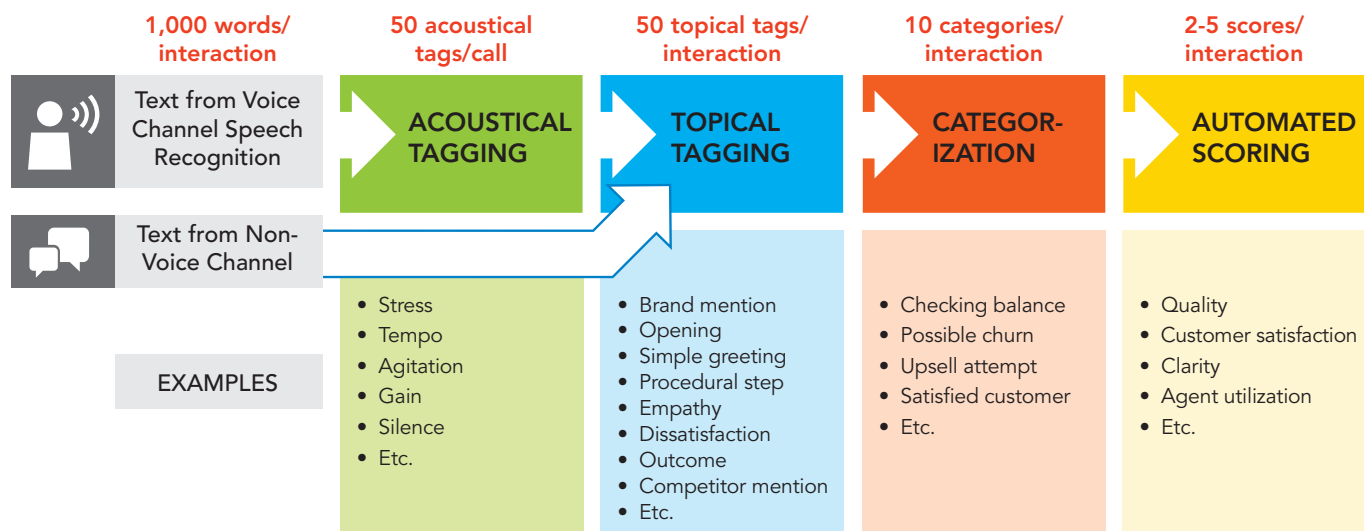 1,000 words/
interaction
50 acoustical
tags/call
50 topical tags/
interaction
10 categories/
interaction
2-5 scores/
interaction
Text from Voice
Channel Speech
Recognition
ACOUSTICAL
TAGGING
TOPICAL
TAGGING
CATEGOR-
IZATION
AUTOMATED
SCORING
Text from Non-
Voice Channel
EXAMPLES
• Stress
• Tempo
• Agitation
• Gain
• Silence
• Etc.
• Brand mention
• Opening
• Simple greeting
• Procedural step
• Empathy
• Dissatisfaction
• Outcome
• Competitor mention
• Etc.
• Checking balance
• Possible churn
• Upsell attempt
• Satisfied customer
• Etc.
• Quality
• Customer satisfaction
• Clarity
• Agent utilization
• Etc.